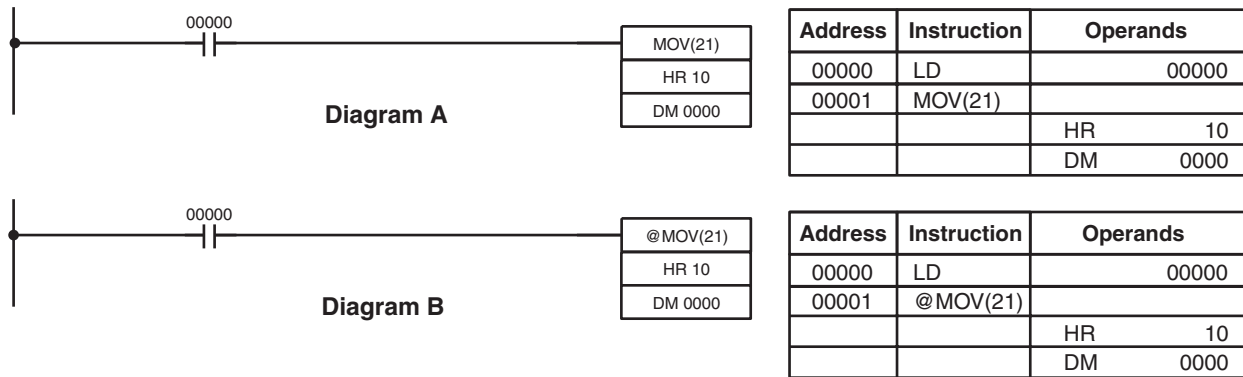 00000
MOV(21)
HR 10
DM 0000
Diagram A
Address Instruction Operands
00000 LD 00000
00001 MOV(21)
HR 10
DM 0000
00000
@MOV(21)
HR 10
DM 0000
Diagram B
Address Instruction Operands
00000 LD 00000
00001 @MOV(21)
HR 10
DM 0000